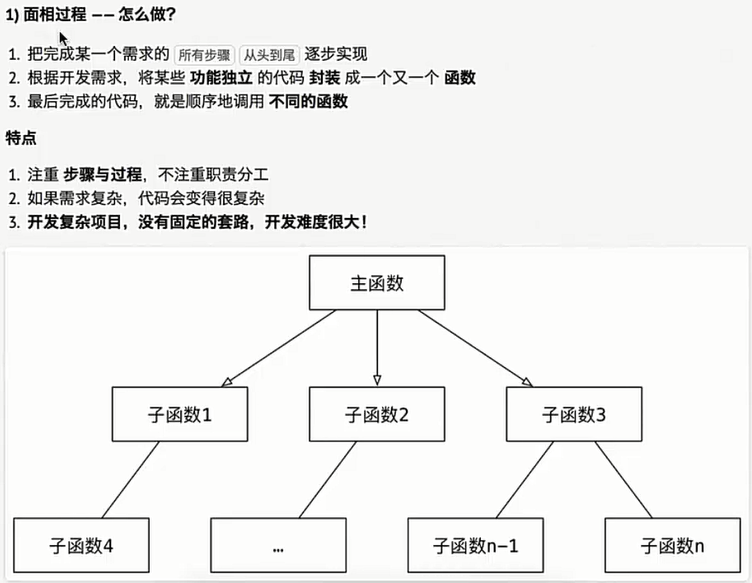 1) 面相过程 —— 怎么做？
1. 把完成某一个需求的 所有步骤 从头到尾 逐步实现
2. 根据开发需求，将某些 功能独立 的代码 封装 成一个又一个 函数
3. 最后完成的代码，就是顺序地调用 不同的函数
特点
1. 注重 步骤与过程，不注重职责分工
2. 如果需求复杂，代码会变得很复杂
3. 开发复杂项目，没有固定的套路，开发难度很大！
主函数
子函数1
子函数2
子函数3
子函数4
…
子函数n-1
子函数n